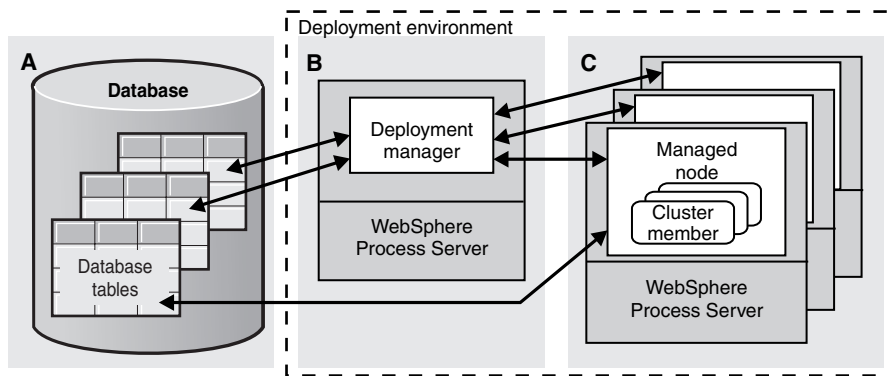 Deployment environment
A
Database
Database
tables
B
Deployment
manager
WebSphere
Process Server
C
Managed
node
Cluster
member
WebSphere
Process Server